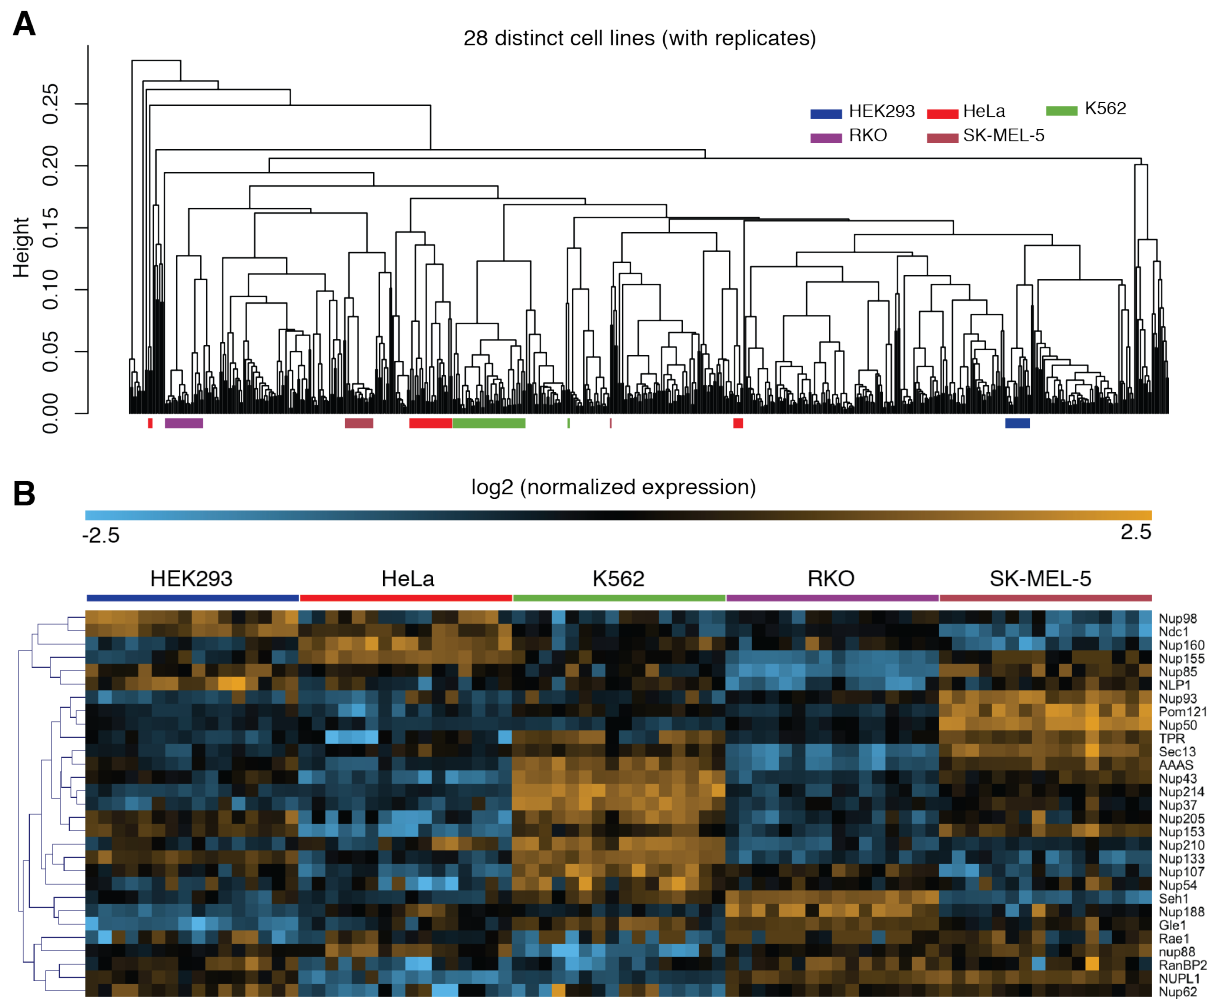 A
28 distinct cell lines (with replicates)
HEK293 HeLa K562
RKO SK-MEL-5
Height
0.25
0.20
0.15
0.10
0.05
0.00
B
log2 (normalized expression)
-2.5 2.5
HEK293 HeLa K562 RKO SK-MEL-5
Nup98
Ndc1
Nup160
Nup155
Nup85
NLP1
Nup93
Pom121
Nup50
TPR
Sec13
AAAS
Nup43
Nup214
Nup37
Nup205
Nup153
Nup210
Nup133
Nup107
Nup54
Seh1
Nup188
Gle1
Rae1
nup88
RanBP2
NUPL1
Nup62